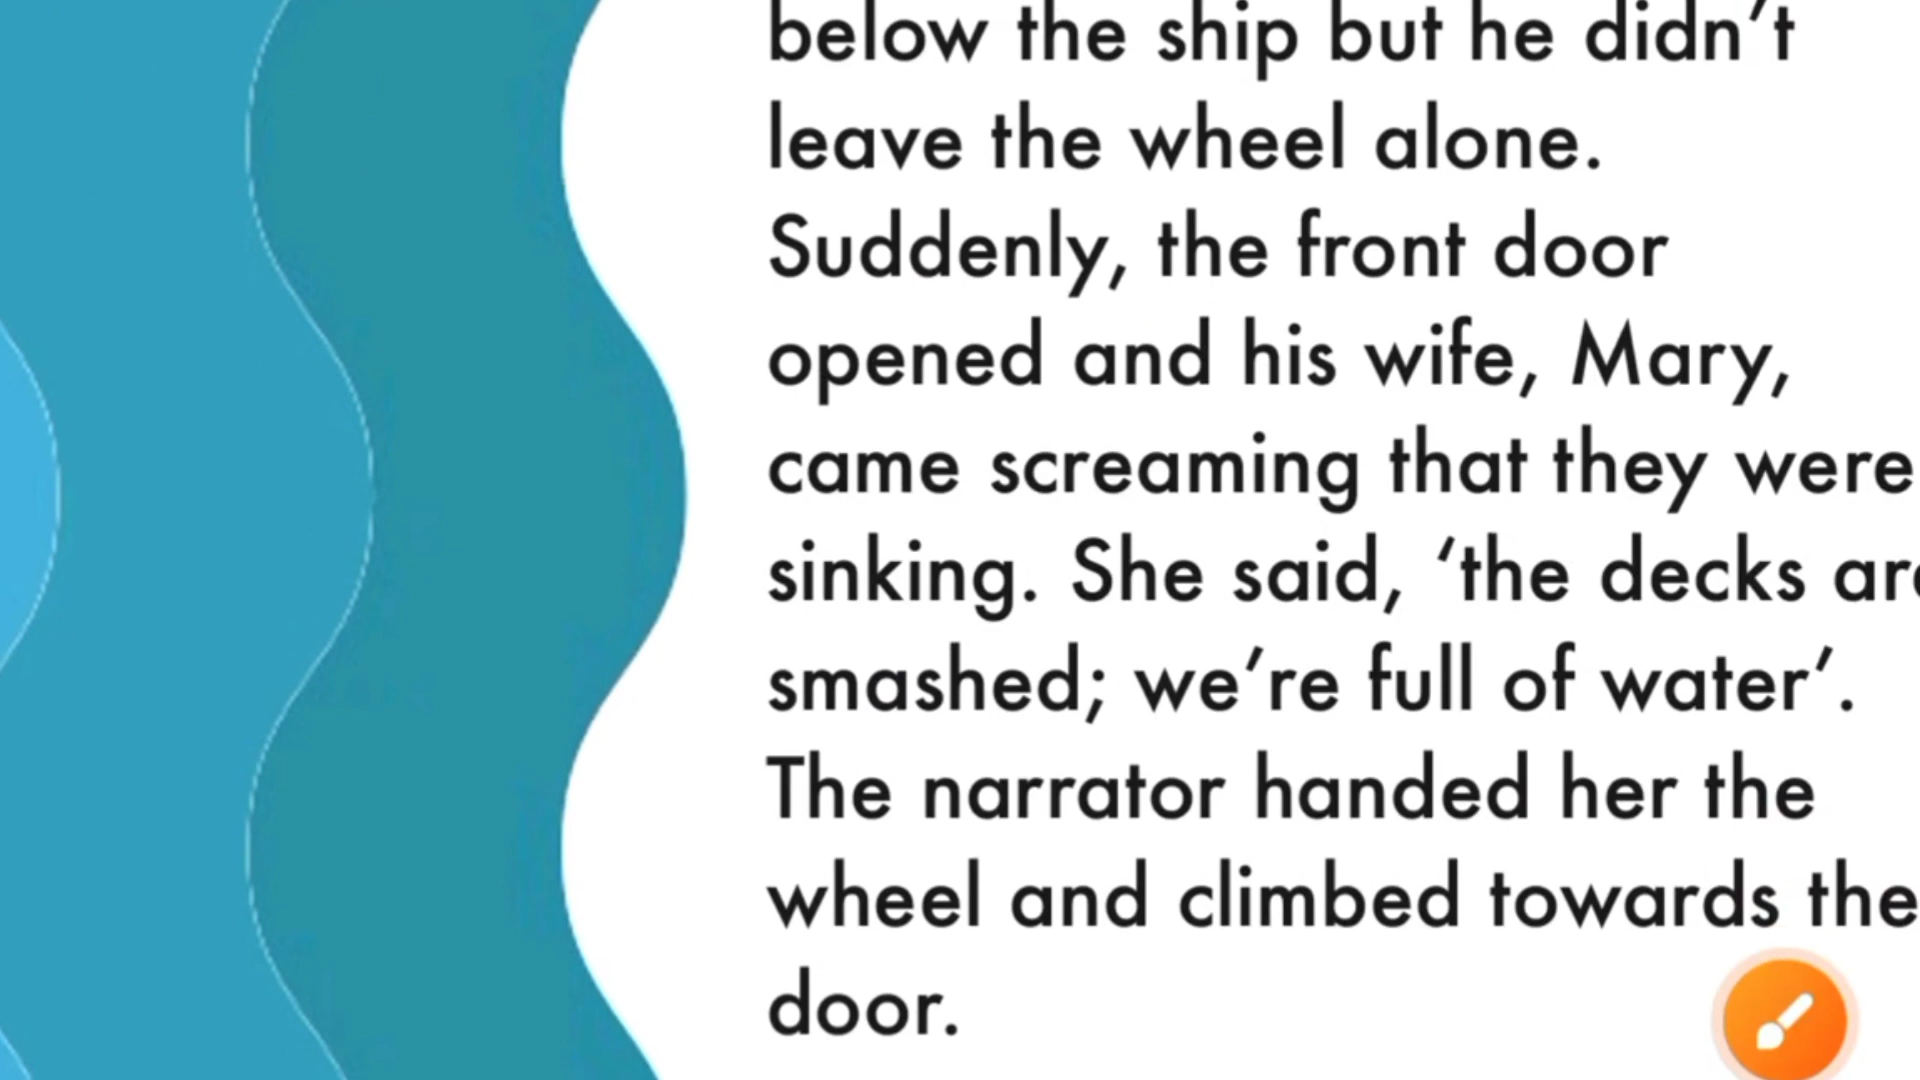 below the ship but he didn’t
leave the wheel alone.
Suddenly, the front door
opened and his wife, Mary,
came screaming that they were
sinking. She said, ‘the decks are
smashed; we’re full of water’.
The narrator handed her the
wheel and climbed towards the
door.